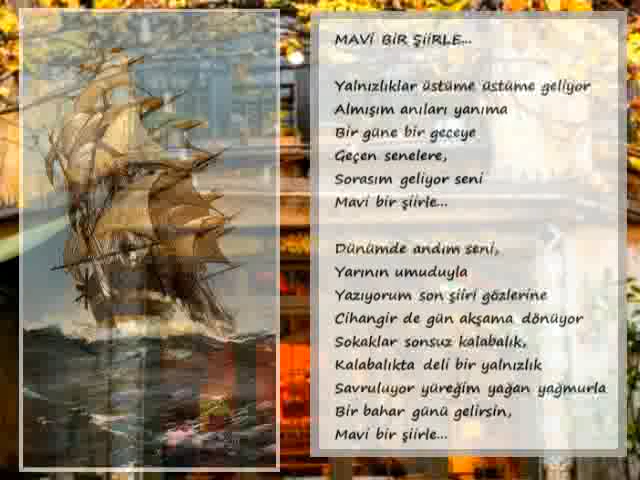 MAVİ BİR ŞiiRLE...
Yalnızlıklar üstüme üstüme geliyor
Almışım anıları yanıma
Bir güne bir geceye
Geçen senelere,
Sorasım geliyor seni
Mavi bir şiirle...
Dünümde andım seni,
Yarının umuduyla
Yazıyorum son şiiri gözlerine
Cihangir de gün akşama dönüyor
Sokaklar sonsuz kalabalık,
Kalabalıkta deli bir yalnızlık
Savruluyor yüreğim yağan yağmurla
Bir bahar günü gelirsin,
Mavi bir şiirle...